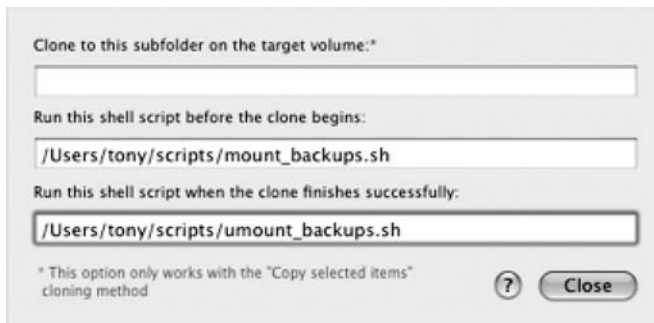 Clone to this subfolder on the target volume:*
Run this shell script before the clone begins:
/Users/tony/scripts/mount_backups.sh
Run this shell script when the clone finishes successfully:
/Users/tony/scripts/umount_backups.sh
* This option only works with the "Copy selected items"
cloning method
? Close